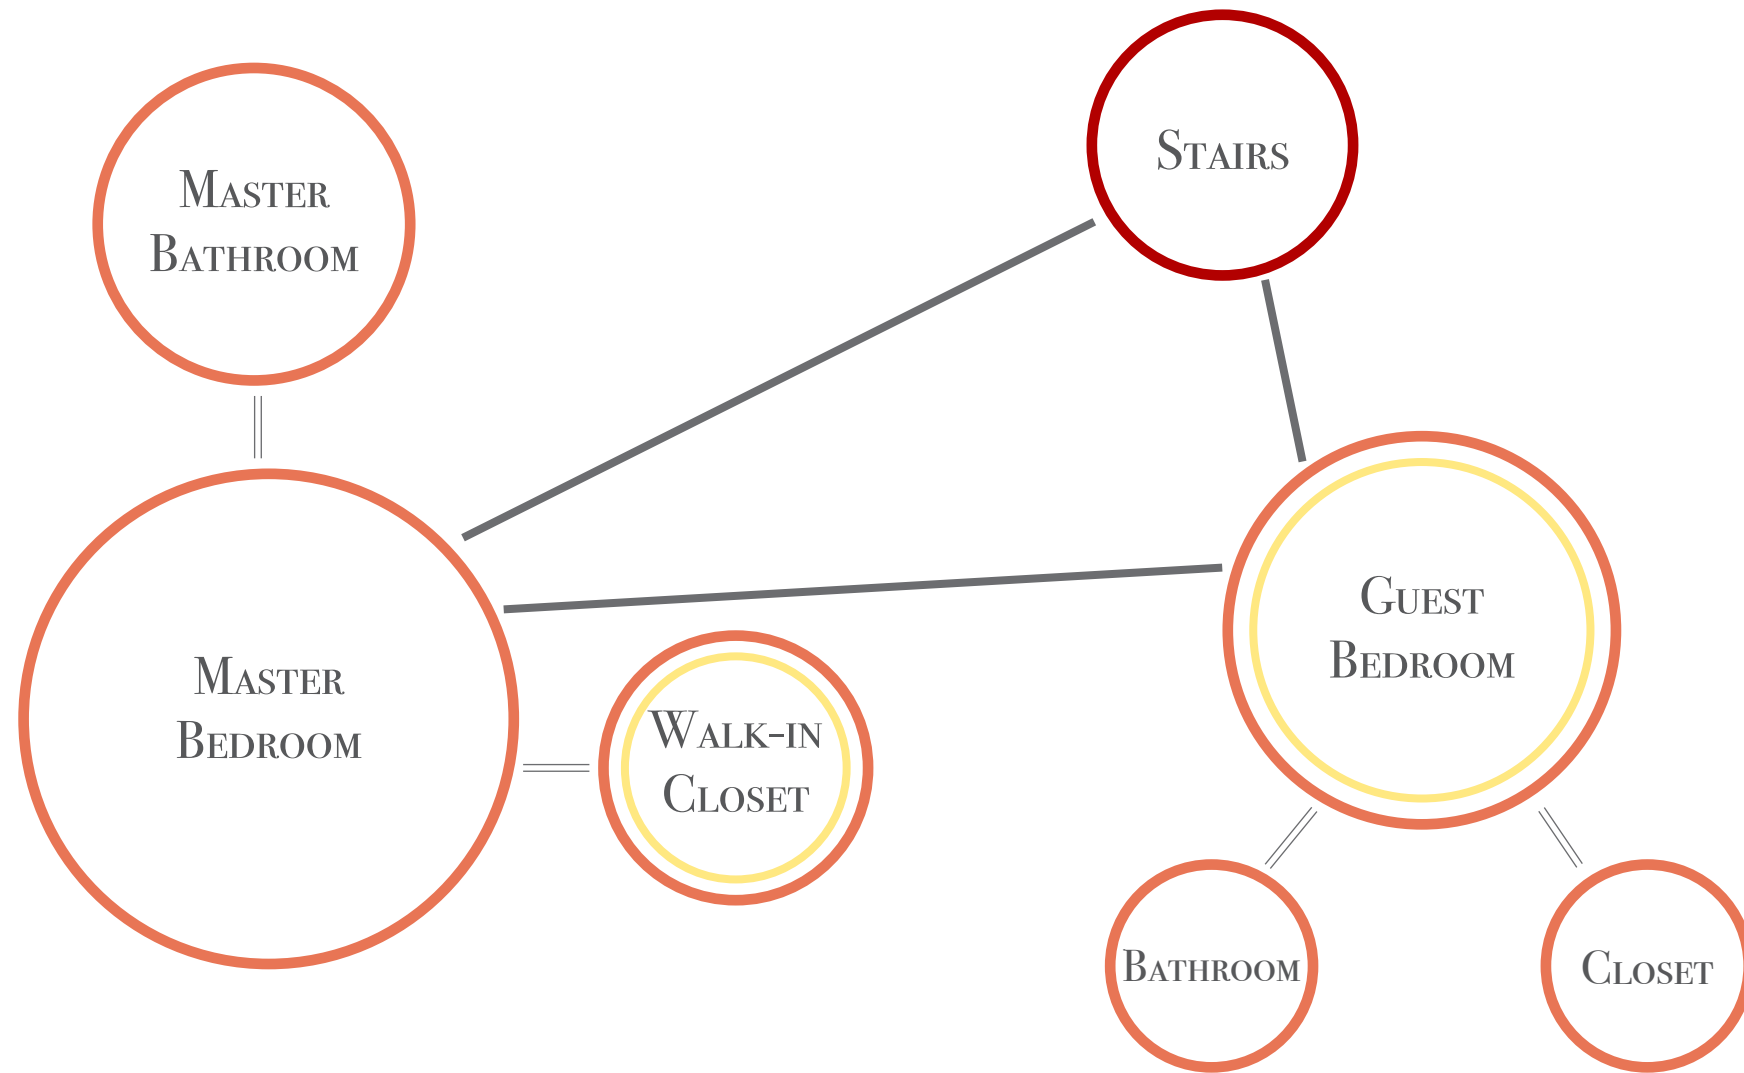 Stairs
Master
Bathroom
Master
Bedroom
Walk-in
Closet
Guest
Bedroom
Bathroom
Closet